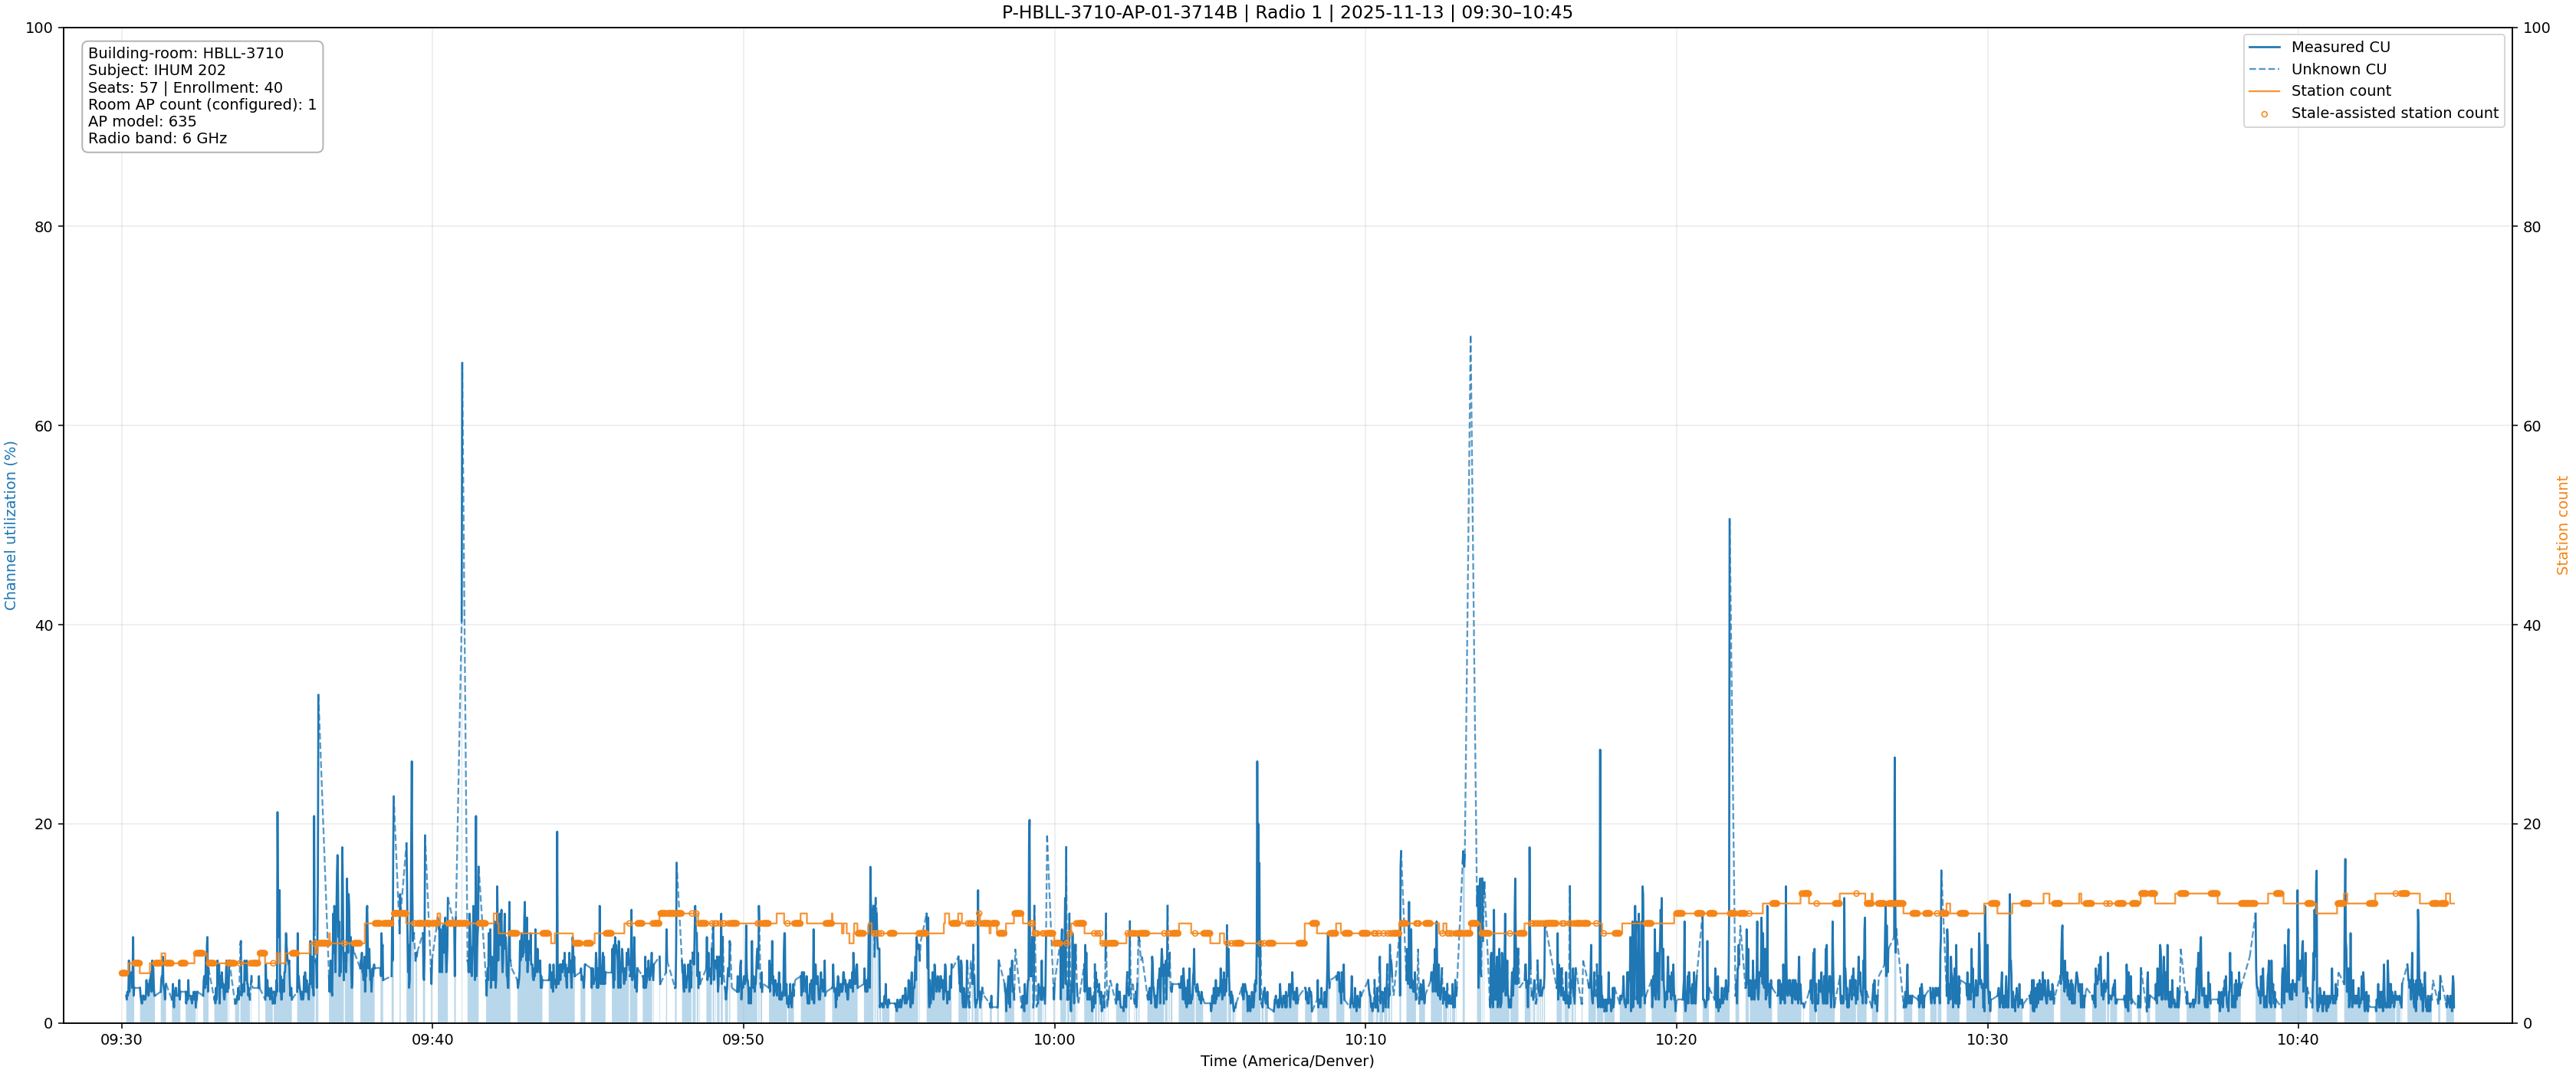 P-HBLL-3710-AP-01-3714B | Radio 1 | 2025-11-13 | 09:30–10:45
Building-room: HBLL-3710
Subject: IHUM 202
Seats: 57 | Enrollment: 40
Room AP count (configured): 1
AP model: 635
Radio band: 6 GHz
Measured CU
Unknown CU
Station count
Stale-assisted station count
Channel utilization (%)
100
80
60
40
20
0
100
80
60
40
20
0
Station count
09:30
09:40
09:50
10:00
10:10
10:20
10:30
10:40
Time (America/Denver)